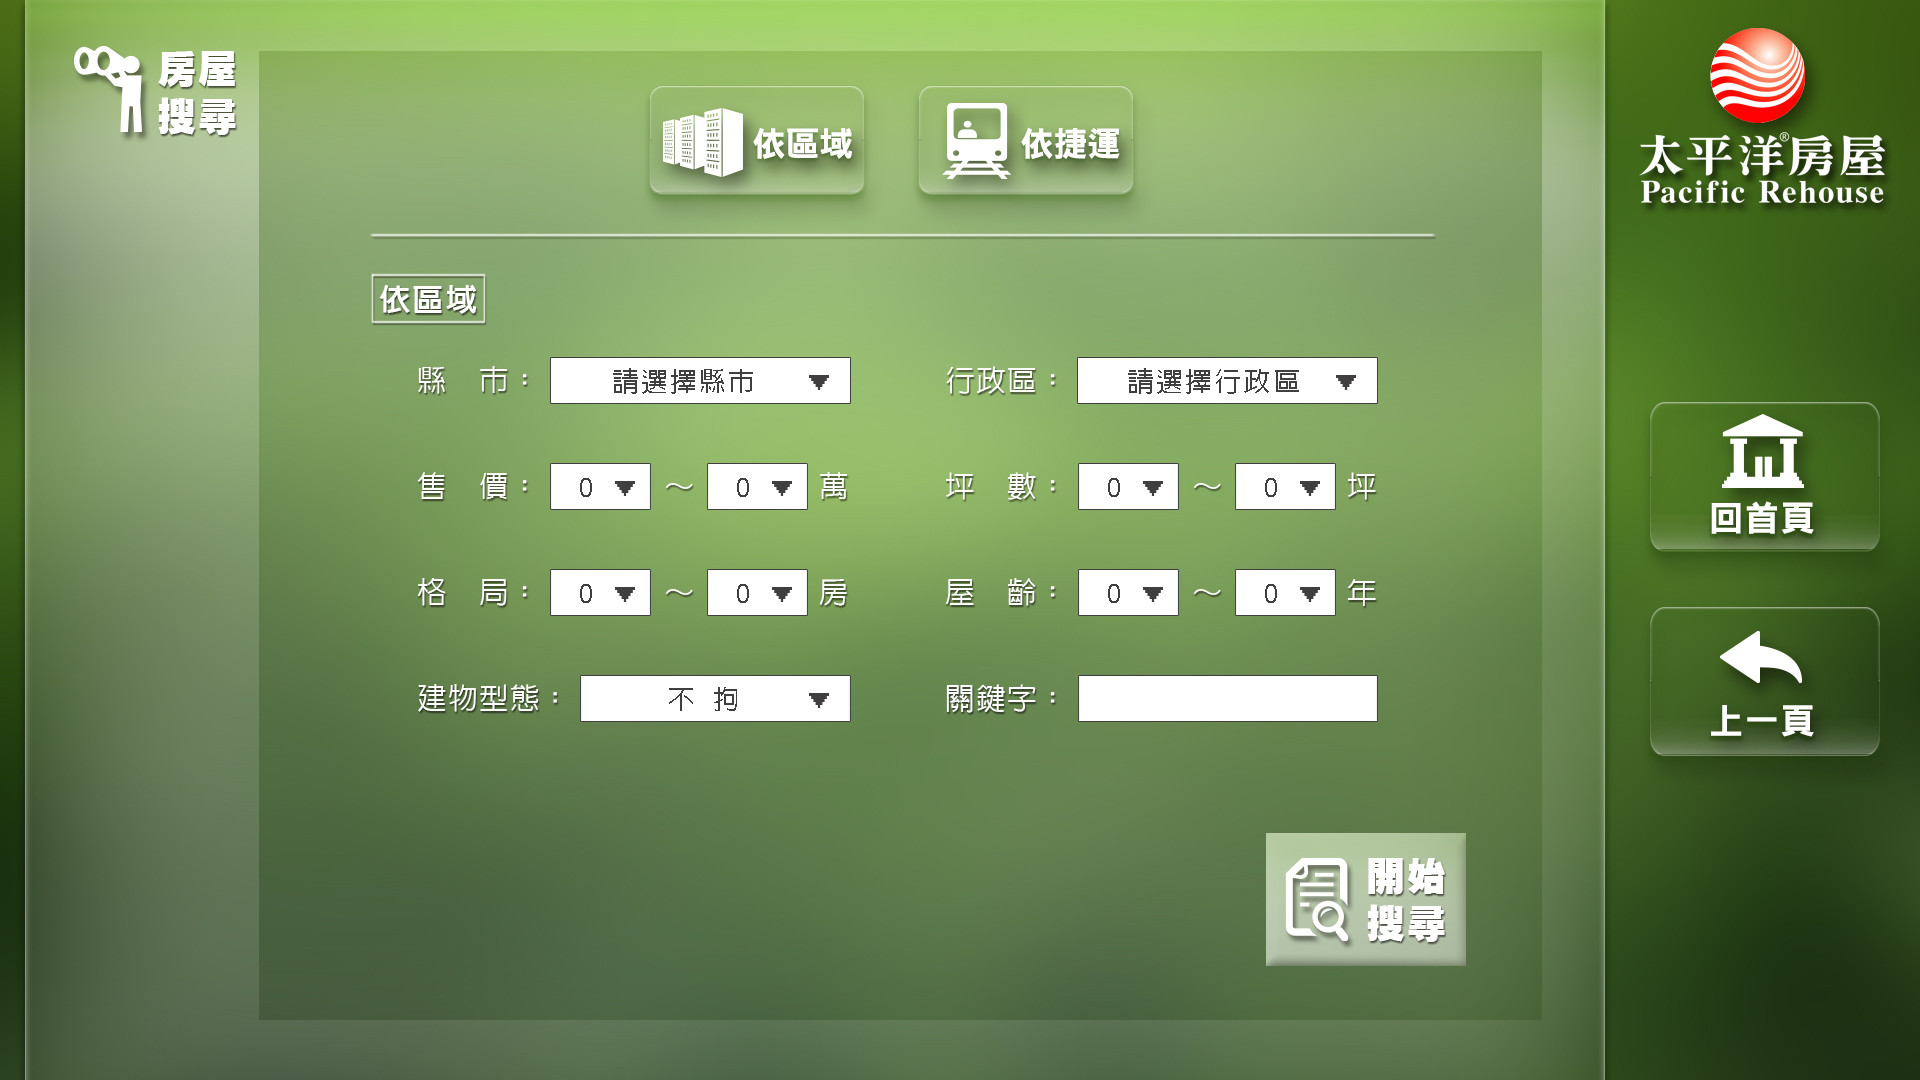 房屋
搜尋
依區域
依捷運
太平洋房屋®
Pacific Rehouse
依區域
縣 市： 請選擇縣市
行政區： 請選擇行政區
售 價： 0 ～ 0 萬
坪 數： 0 ～ 0 坪
格 局： 0 ～ 0 房
屋 齡： 0 ～ 0 年
建物型態： 不 拘
關鍵字：
開始
搜尋
回首頁
上一頁